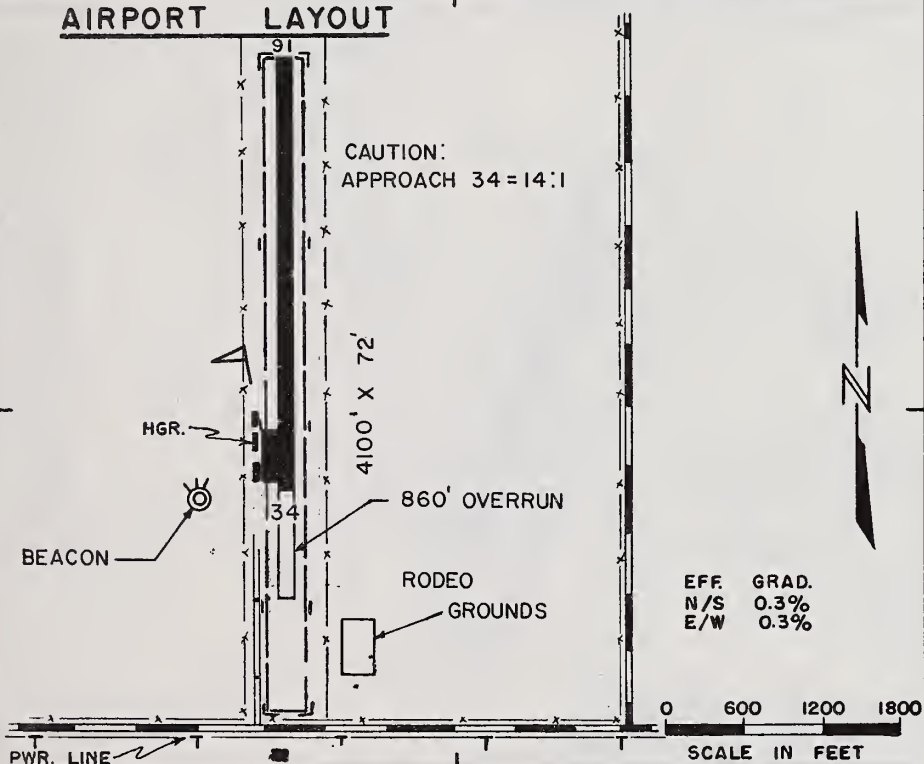 AIRPORT LAYOUT
CAUTION:
APPROACH 34 = 14:1
4100' X 72'
HGR.
34
860' OVERRUN
BEACON
RODEO
GROUNDS
EFF. GRAD.
N/S 0.3%
E/W 0.3%
N
0 600 1200 1800
SCALE IN FEET
PWR. LINE